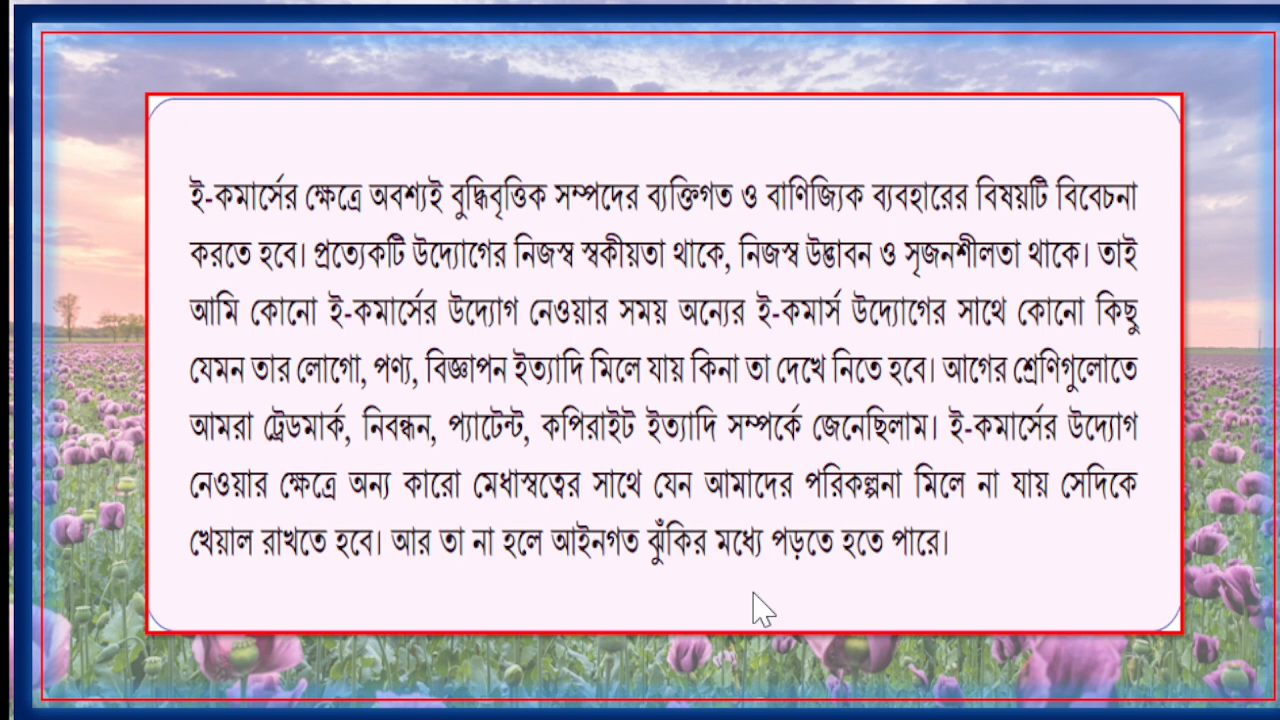 ই-কমার্সের ক্ষেত্রে অবশ্যই বুদ্ধিবৃত্তিক সম্পদের ব্যক্তিগত ও বাণিজ্যিক ব্যবহারের বিষয়টি বিবেচনা
করতে হবে। প্রত্যেকটি উদ্যোগের নিজস্ব স্বকীয়তা থাকে, নিজস্ব উদ্ভাবন ও সৃজনশীলতা থাকে। তাই
আমি কোনো ই-কমার্সের উদ্যোগ নেওয়ার সময় অন্যের ই-কমার্স উদ্যোগের সাথে কোনো কিছু
যেমন তার লোগো, পণ্য, বিজ্ঞাপন ইত্যাদি মিলে যায় কিনা তা দেখে নিতে হবে। আগের শ্রেণিগুলোতে
আমরা ট্রেডমার্ক, নিবন্ধন, প্যাটেন্ট, কপিরাইট ইত্যাদি সম্পর্কে জেনেছিলাম। ই-কমার্সের উদ্যোগ
নেওয়ার ক্ষেত্রে অন্য কারো মেধাস্বত্বের সাথে যেন আমাদের পরিকল্পনা মিলে না যায় সেদিকে
খেয়াল রাখতে হবে। আর তা না হলে আইনগত ঝুঁকির মধ্যে পড়তে হতে পারে।